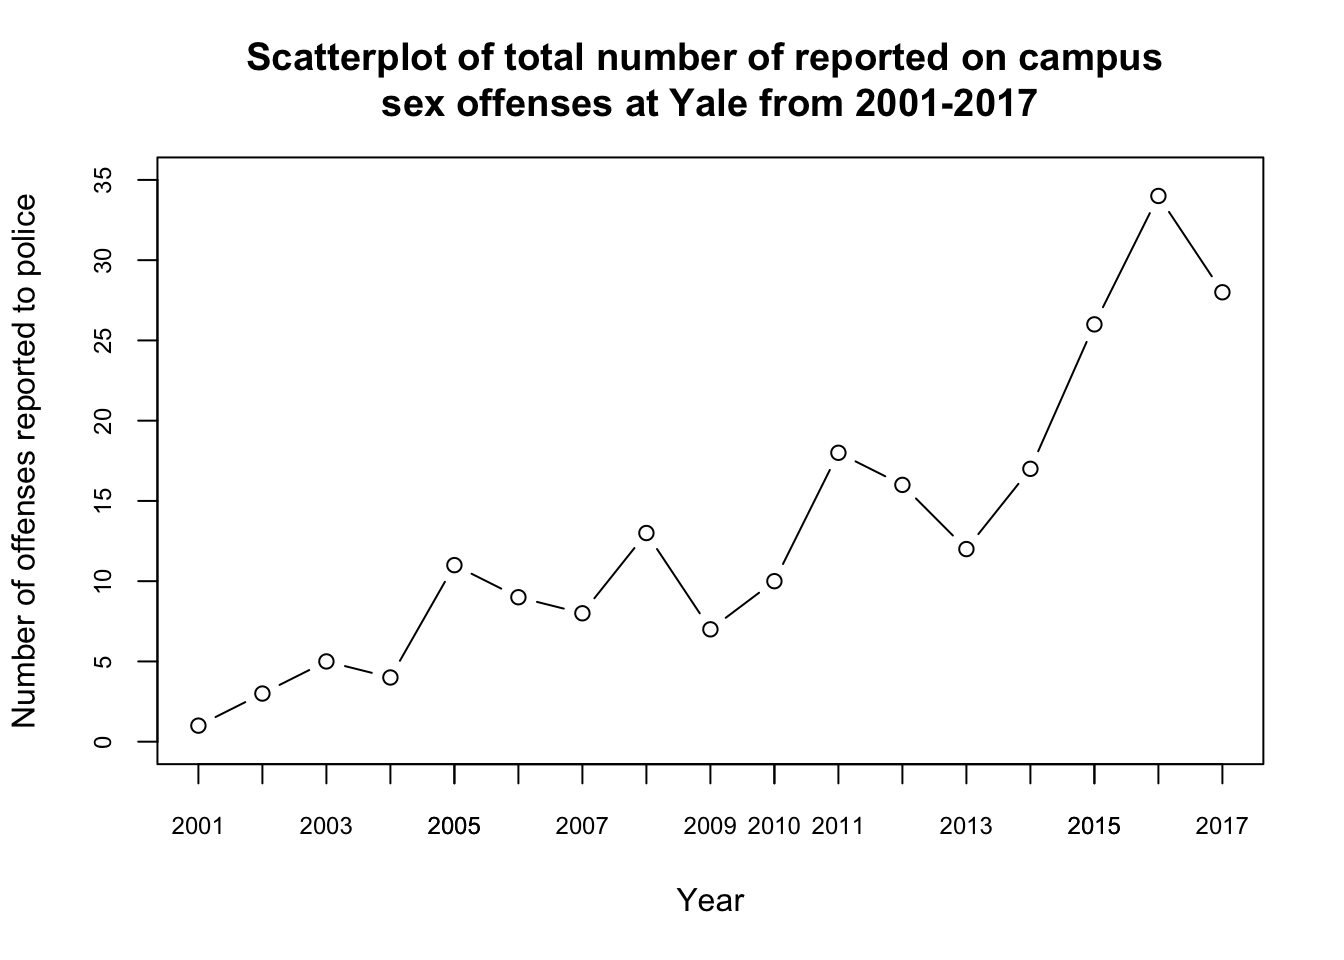 Scatterplot of total number of reported on campus
sex offenses at Yale from 2001-2017
Number of offenses reported to police
35
30
25
20
15
10
5
0
2001 2003 2005 2007 2009 2010 2011 2013 2015 2017
Year